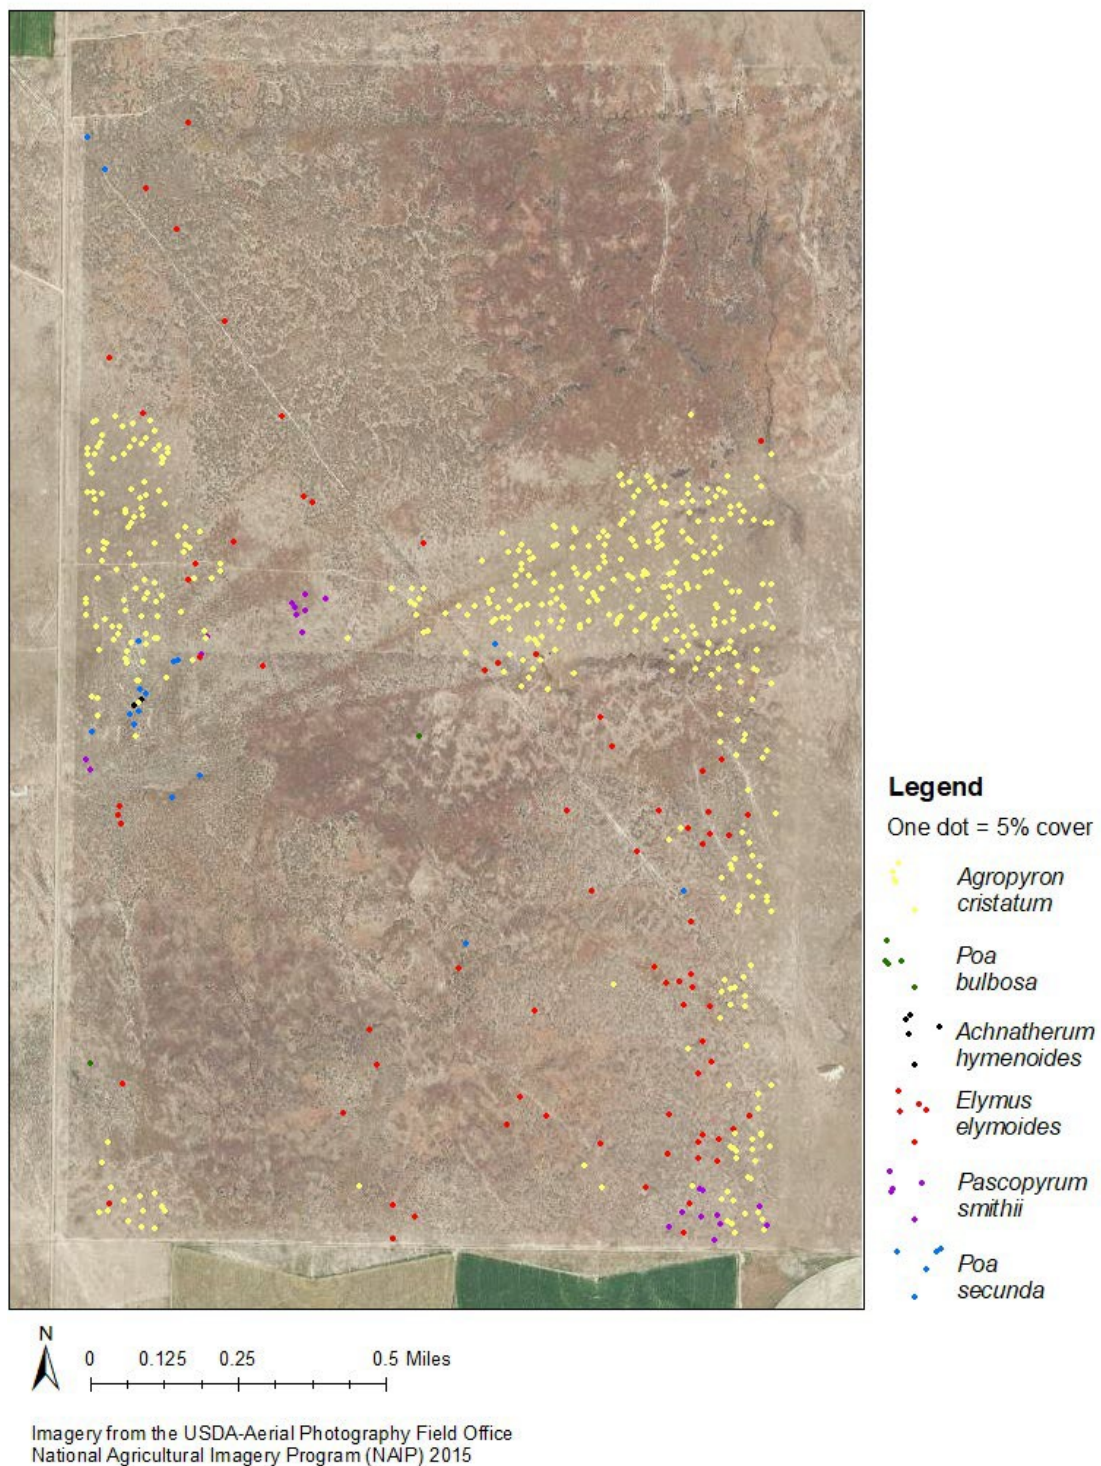 Legend
One dot = 5% cover
Agropyron
cristatum
Poa
bulbosa
Achnatherum
hymenoides
Elymus
elymoides
Pascopyrum
smithii
Poa
secunda
N
0 0.125 0.25 0.5 Miles
Imagery from the USDA-Aerial Photography Field Office
National Agricultural Imagery Program (NAIP) 2015